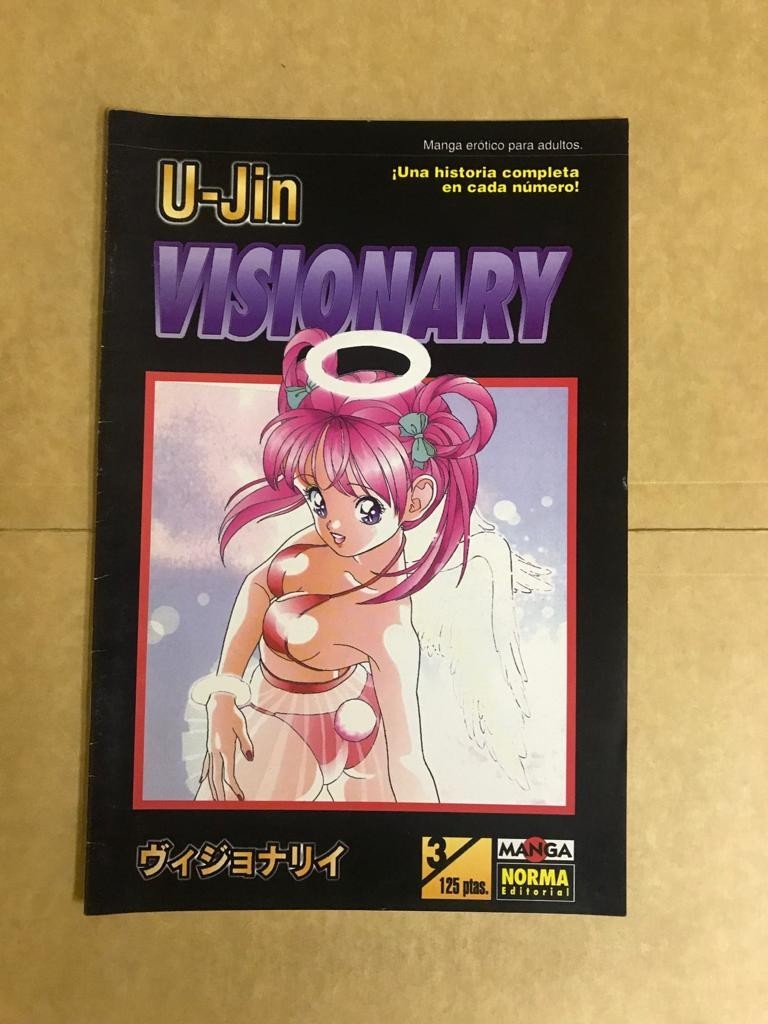 Manga erótico para adultos.
U-Jin
¡Una historia completa
en cada número!
VISIONARY
ヴィジョナリイ
3
125 ptas.
MANGA
NORMA
Editorial